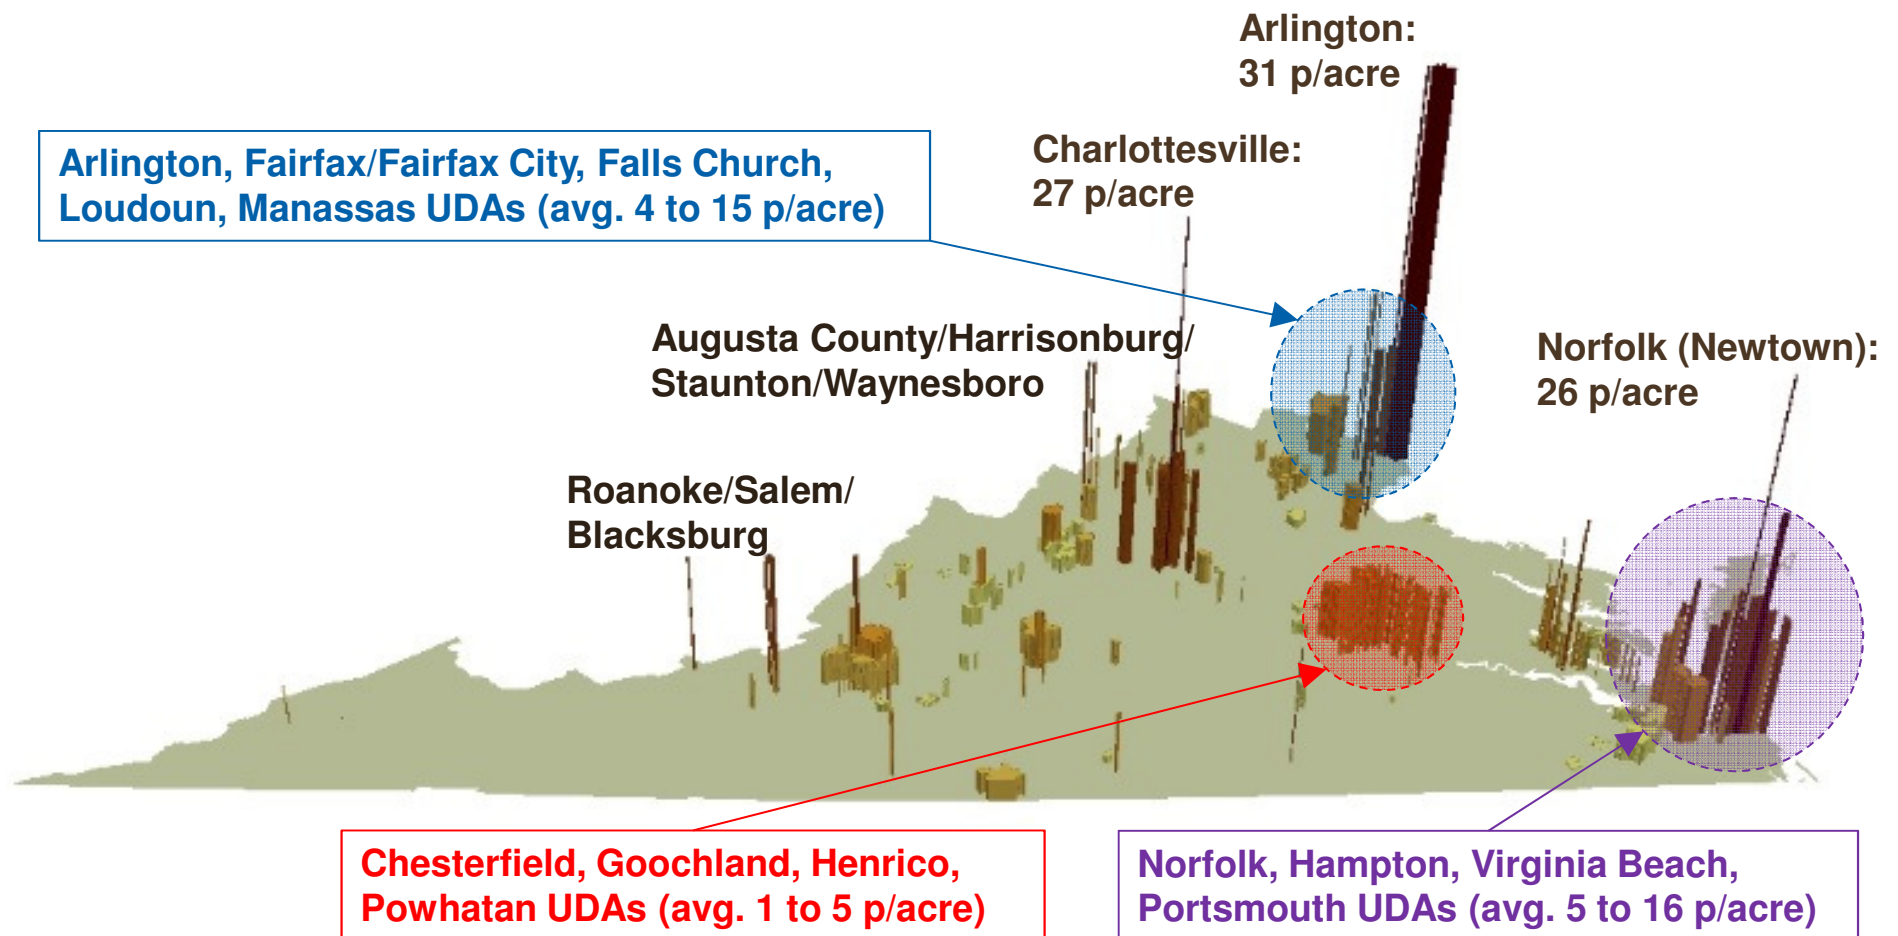 Arlington:
31 p/acre
Charlottesville:
27 p/acre
Arlington, Fairfax/Fairfax City, Falls Church,
Loudoun, Manassas UDAs (avg. 4 to 15 p/acre)
Augusta County/Harrisonburg/
Staunton/Waynesboro
Norfolk (Newtown):
26 p/acre
Roanoke/Salem/
Blacksburg
Chesterfield, Goochland, Henrico,
Powhatan UDAs (avg. 1 to 5 p/acre)
Norfolk, Hampton, Virginia Beach,
Portsmouth UDAs (avg. 5 to 16 p/acre)